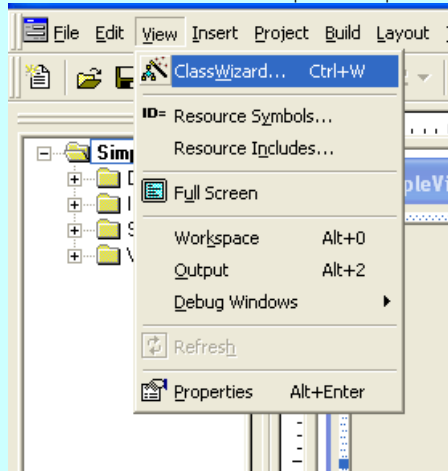 File Edit View Insert Project Build Layout
ClassWizard... Ctrl+W
ID= Resource Symbols...
Resource Includes...
Full Screen
Workspace Alt+0
Output Alt+2
Debug Windows
Refresh
Properties Alt+Enter